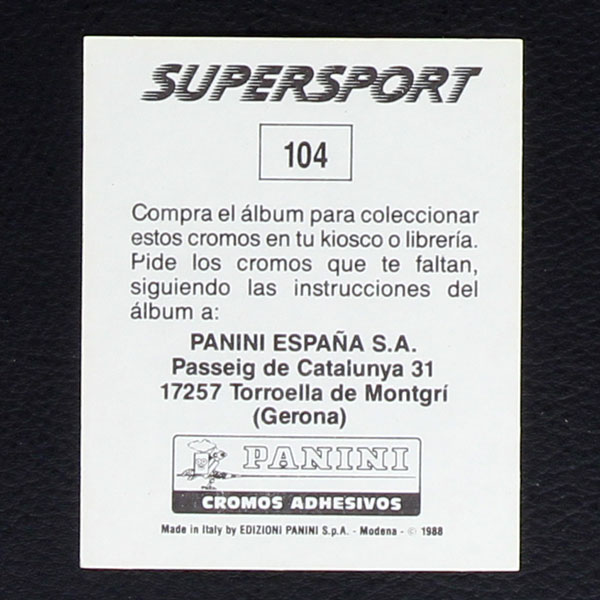 SUPERSPORT
104
Compra el álbum para coleccionar
estos cromos en tu kiosco o librería.
Pide los cromos que te faltan,
siguiendo las instrucciones del
álbum a:
PANINI ESPAÑA S.A.
Passeig de Catalunya 31
17257 Torroella de Montgrí
(Gerona)
PANINI
CROMOS ADHESIVOS
Made in Italy by EDIZIONI PANINI S.p.A. - Modena - © 1988